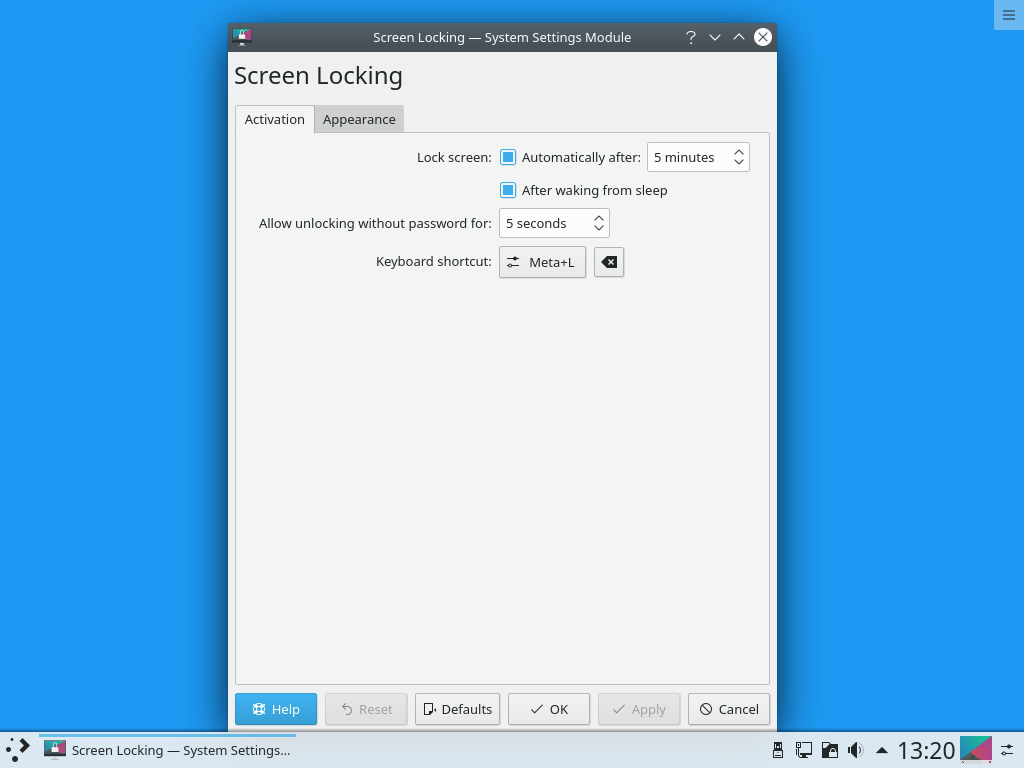 Screen Locking — System Settings Module
Screen Locking
Activation Appearance
Lock screen: Automatically after: 5 minutes
After waking from sleep
Allow unlocking without password for: 5 seconds
Keyboard shortcut: Meta+L
Help Reset Defaults OK Apply Cancel
Screen Locking — System Settings... 13:20